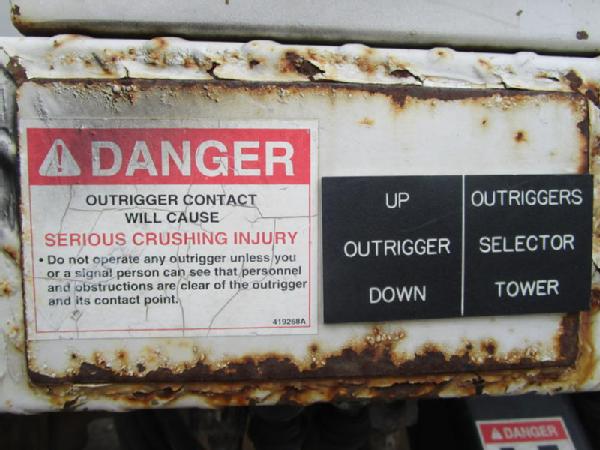 DANGER
OUTRIGGER CONTACT
WILL CAUSE
SERIOUS CRUSHING INJURY
• Do not operate any outrigger unless you
or a signal person can see that personnel
and obstructions are clear of the outrigger
and its contact point.
419268A
UP
OUTRIGGER
DOWN
OUTRIGGERS
SELECTOR
TOWER
DANGER